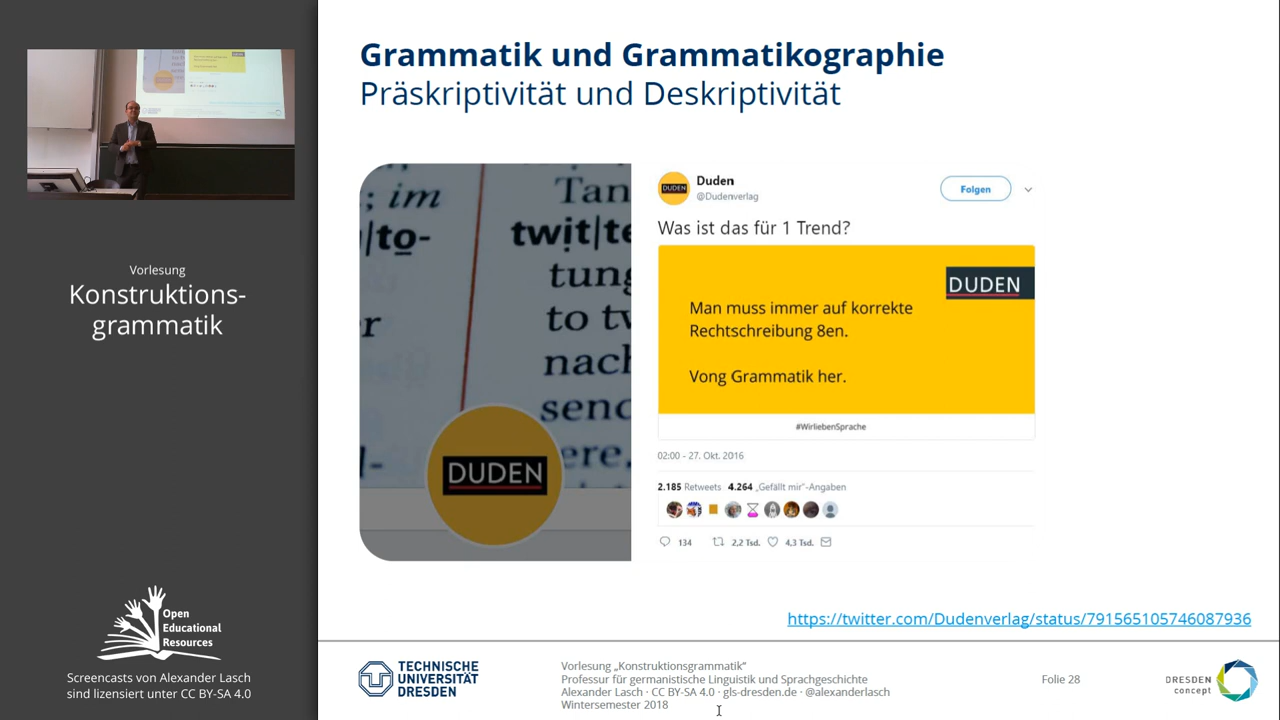 Grammatik und Grammatikographie
Präskriptivität und Deskriptivität
Vorlesung
Konstruktions-
grammatik
Open
Educational
Resources
Screencasts von Alexander Lasch
sind lizensiert unter CC BY-SA 4.0
; im
|to-
r
Tan
twit|te
tung
to tw
nach
send
ere,
DUDEN
DUDEN
Duden
@Dudenverlag
Folgen
Was ist das für 1 Trend?
DUDEN
Man muss immer auf korrekte
Rechtschreibung 8en.
Vong Grammatik her.
#WirliebenSprache
02:00 - 27. Okt. 2016
2.185 Retweets 4.264 „Gefällt mir“-Angaben
134 2,2 Tsd. 4,3 Tsd.
https://twitter.com/Dudenverlag/status/791565105746087936
TECHNISCHE
UNIVERSITÄT
DRESDEN
Vorlesung „Konstruktionsgrammatik“
Professur für germanistische Linguistik und Sprachgeschichte
Alexander Lasch · CC BY-SA 4.0 · gls-dresden.de · @alexanderlasch
Wintersemester 2018
Folie 28
DRESDEN
concept